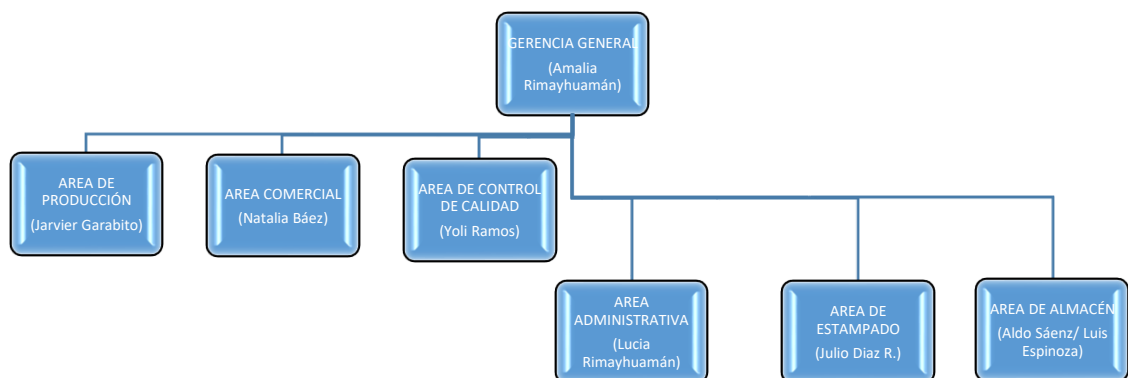 GERENCIA GENERAL
(Amalia
Rimayhuamán)
AREA DE
PRODUCCIÓN
(Jarvier Garabito)
AREA COMERCIAL
(Natalia Báez)
AREA DE CONTROL
DE CALIDAD
(Yoli Ramos)
AREA
ADMINISTRATIVA
(Lucia
Rimayhuamán)
AREA DE
ESTAMPADO
(Julio Diaz R.)
AREA DE ALMACÉN
(Aldo Sáenz/ Luis
Espinoza)